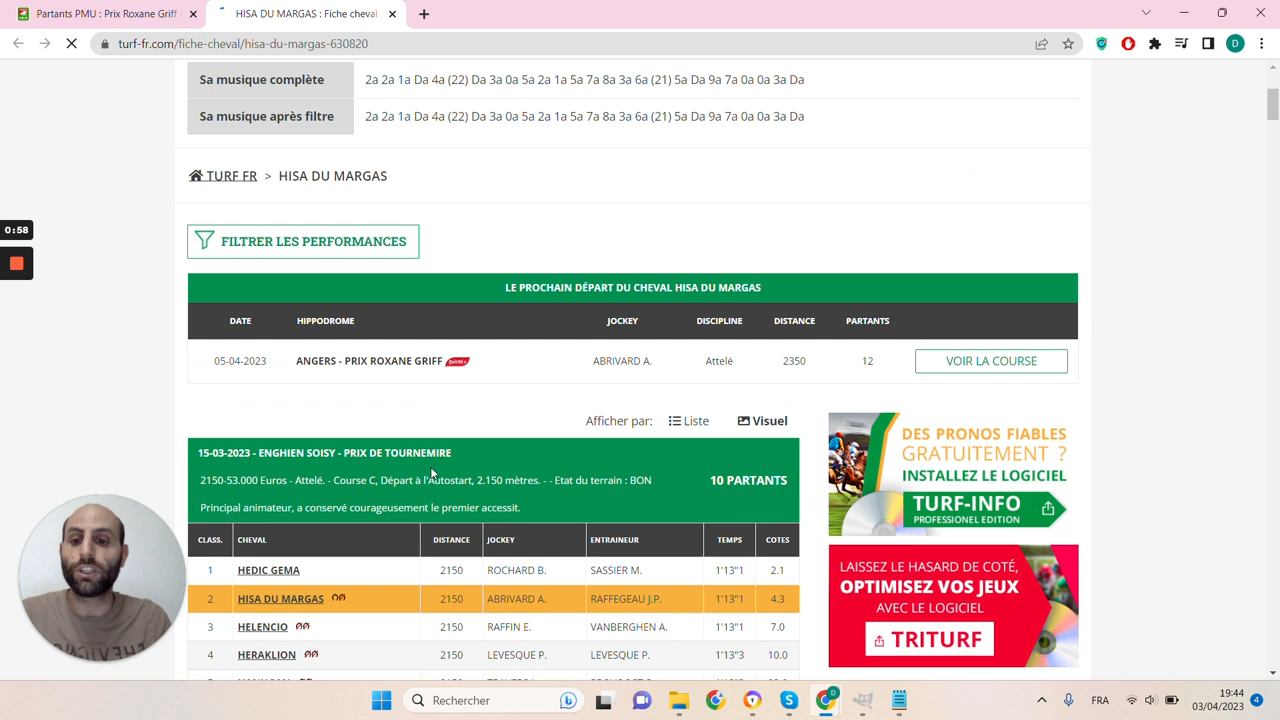 Partants PMU : Prix Roxane Griff
HISA DU MARGAS : Fiche cheval
turf-fr.com/fiche-cheval/hisa-du-margas-630820
D
Sa musique complète 2a 2a 1a Da 4a (22) Da 3a 0a 5a 2a 1a 5a 7a 8a 3a 6a (21) 5a Da 9a 7a 0a 0a 3a Da
Sa musique après filtre 2a 2a 1a Da 4a (22) Da 3a 0a 5a 2a 1a 5a 7a 8a 3a 6a (21) 5a Da 9a 7a 0a 0a 3a Da
TURF FR > HISA DU MARGAS
0:58
FILTRER LES PERFORMANCES
LE PROCHAIN DÉPART DU CHEVAL HISA DU MARGAS
DATE HIPPODROME JOCKEY DISCIPLINE DISTANCE PARTANTS
05-04-2023 ANGERS - PRIX ROXANE GRIFF Quinté+ ABRIVARD A. Attelé 2350 12 VOIR LA COURSE
Afficher par: Liste Visuel
15-03-2023 - ENGHIEN SOISY - PRIX DE TOURNEMIRE
2150-53.000 Euros - Attelé. - Course C, Départ à l'Autostart, 2.150 mètres. - - Etat du terrain : BON
10 PARTANTS
Principal animateur, a conservé courageusement le premier accessit.
CLASS. CHEVAL DISTANCE JOCKEY ENTRAINEUR TEMPS COTES
1 HEDIC GEMA 2150 ROCHARD B. SASSIER M. 1'13"1 2.1
2 HISA DU MARGAS 2150 ABRIVARD A. RAFFEGEAU J.P. 1'13"1 4.3
3 HELENCIO 2150 RAFFIN E. VANBERGHEN A. 1'13"1 7.0
4 HERAKLION 2150 LEVESQUE P. LEVESQUE P. 1'13"3 10.0
DES PRONOS FIABLES
GRATUITEMENT ?
INSTALLEZ LE LOGICIEL
TURF-INFO
PROFESSIONEL EDITION
LAISSEZ LE HASARD DE COTÉ,
OPTIMISEZ VOS JEUX
AVEC LE LOGICIEL
TRITURF
Rechercher
D
FRA
19:44
03/04/2023
4